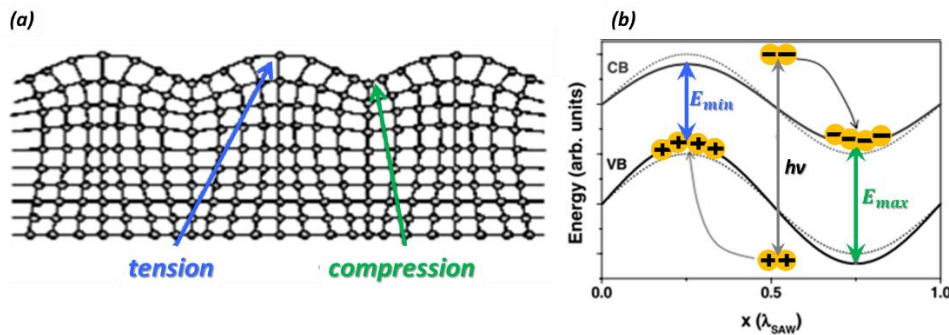 (a)
tension
compression
(b)
Energy (arb. units)
CB
E_min
VB
hν
E_max
0.0
0.5
1.0
x (λ_SAW)